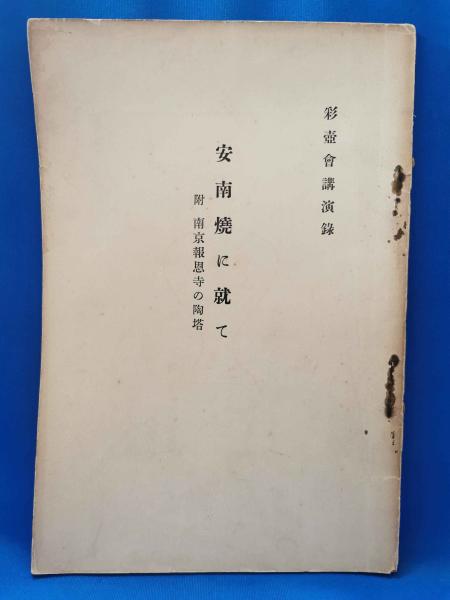 彩壺會講演錄
安南燒に就て
附 南京報恩寺の陶塔